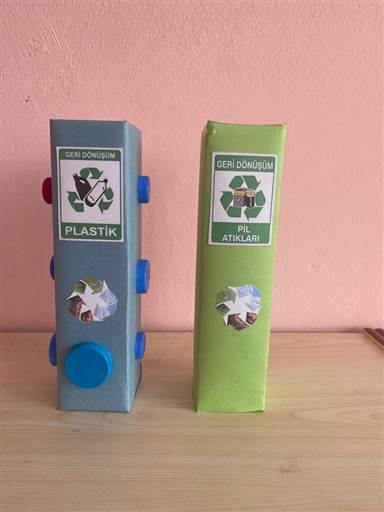 GERİ DÖNÜŞÜM
PLASTİK
GERİ DÖNÜŞÜM
PİL
ATIKLARI